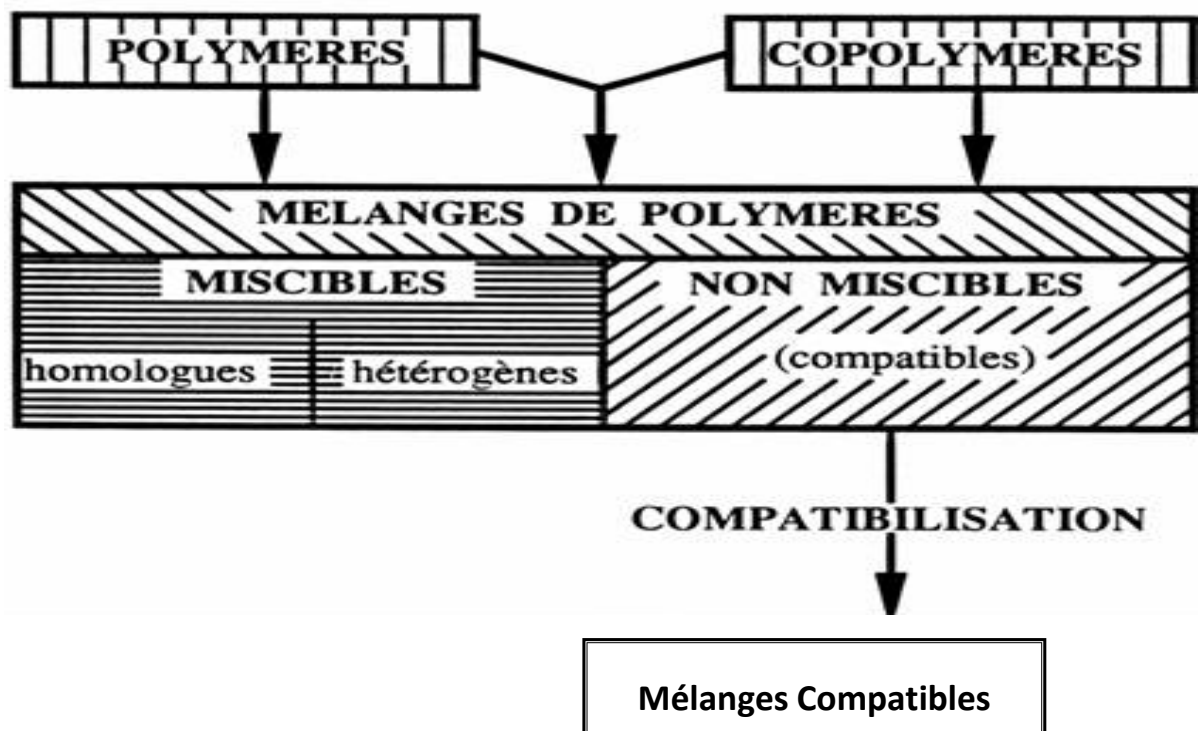 POLYMERES
COPOLYMERES
MELANGES DE POLYMERES
MISCIBLES
NON MISCIBLES
homologues
hétérogènes
(compatibles)
COMPATIBILISATION
Mélanges Compatibles